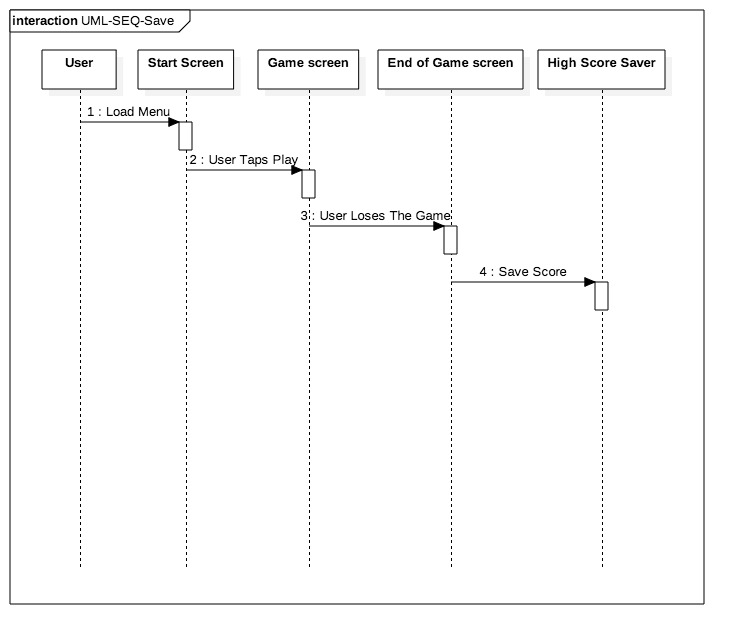 interaction UML-SEQ-Save
User
Start Screen
Game screen
End of Game screen
High Score Saver
1 : Load Menu
2 : User Taps Play
3 : User Loses The Game
4 : Save Score